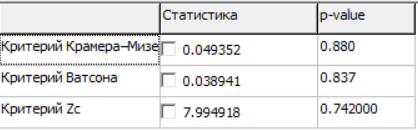 Статистика p-value
Критерий Крамера-Мизе 0.049352 0.880
Критерий Ватсона 0.038941 0.837
Критерий Zc 7.994918 0.742000